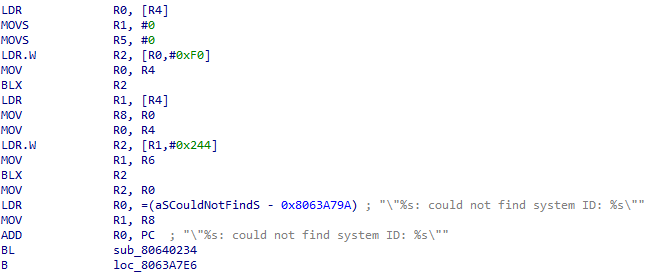 LDR R0, [R4]
MOVS R1, #0
MOVS R5, #0
LDR.W R2, [R0,#0xF0]
MOV R0, R4
BLX R2
LDR R1, [R4]
MOV R8, R0
MOV R0, R4
LDR.W R2, [R1,#0x244]
MOV R1, R6
BLX R2
MOV R2, R0
LDR R0, =(aSCouldNotFindS - 0x8063A79A) ; "\"%s: could not find system ID: %s\""
MOV R1, R8
ADD R0, PC ; "\"%s: could not find system ID: %s\""
BL sub_80640234
B loc_8063A7E6